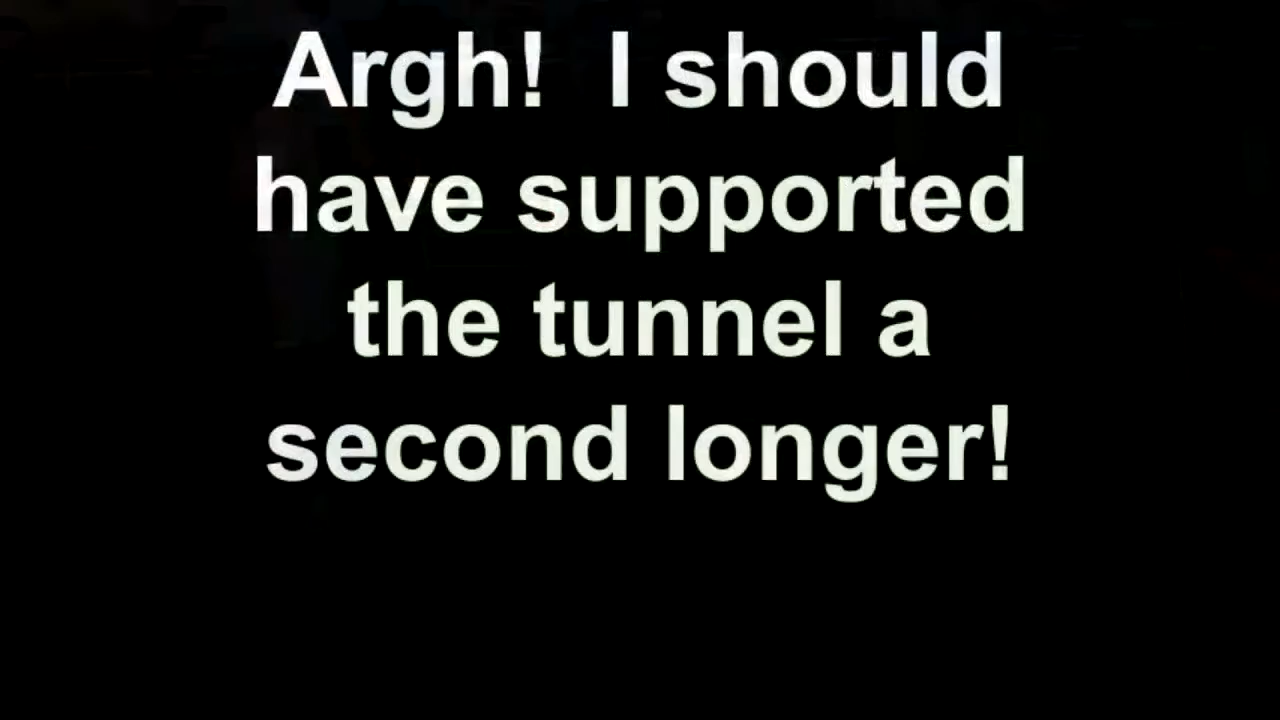 Argh!  I should
have supported
the tunnel a
second longer!